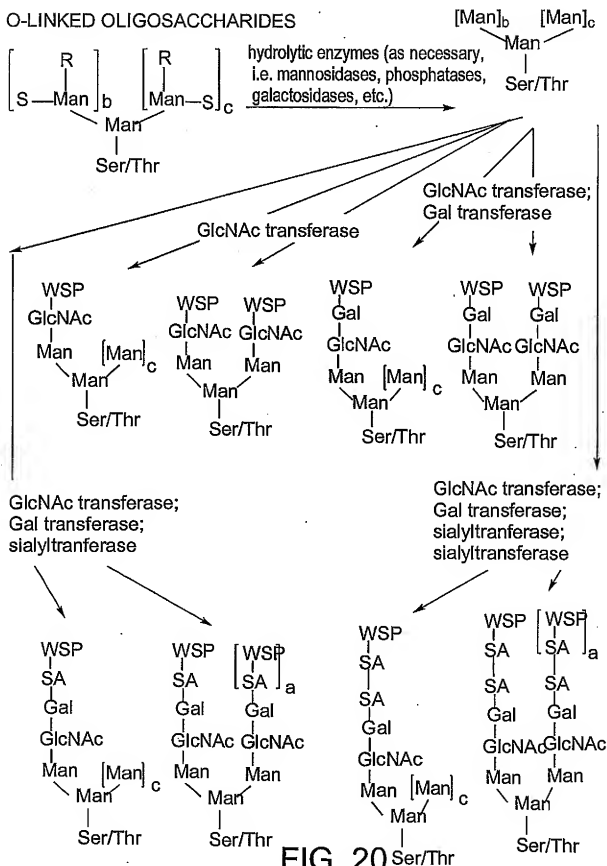 O-LINKED OLIGOSACCHARIDES
[Man]b [Man]c
Man
Ser/Thr
R R
[S—Man]b [Man—S]c
Man
Ser/Thr
hydrolytic enzymes (as necessary,
i.e. mannosidases, phosphatases,
galactosidases, etc.)
GlcNAc transferase
GlcNAc transferase;
Gal transferase
WSP
GlcNAc
Man [Man]c
Man
Ser/Thr
WSP WSP
GlcNAc GlcNAc
Man Man
Man
Ser/Thr
WSP
Gal
GlcNAc
Man [Man]c
Man
Ser/Thr
WSP WSP
Gal Gal
GlcNAc GlcNAc
Man Man
Man
Ser/Thr
GlcNAc transferase;
Gal transferase;
sialyltranferase
GlcNAc transferase;
Gal transferase;
sialyltranferase;
sialyltransferase
WSP
SA
Gal
GlcNAc
Man [Man]c
Man
Ser/Thr
WSP [WSP
SA SA]a
Gal Gal
GlcNAc GlcNAc
Man Man
Man
Ser/Thr
WSP
SA
SA
Gal
GlcNAc
Man [Man]c
Man
Ser/Thr
WSP [WSP
SA SA]a
SA SA
Gal Gal
GlcNAc GlcNAc
Man Man
Man
Ser/Thr
FIG. 20